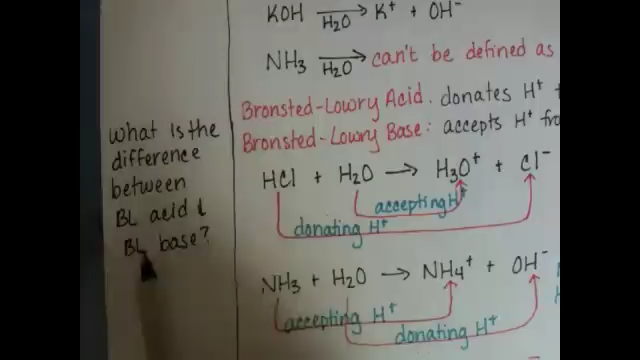 KOH →H₂O K⁺ + OH⁻
NH₃ →H₂O can't be defined as
Bronsted-Lowry Acid. donates H⁺
Bronsted-Lowry Base: accepts H⁺ from
HCl + H₂O → H₃O⁺ + Cl⁻
accepting H⁺
donating H⁺
NH₃ + H₂O → NH₄⁺ + OH⁻
accepting H⁺
donating H⁺
What is the
difference
between
BL acid &
BL base?